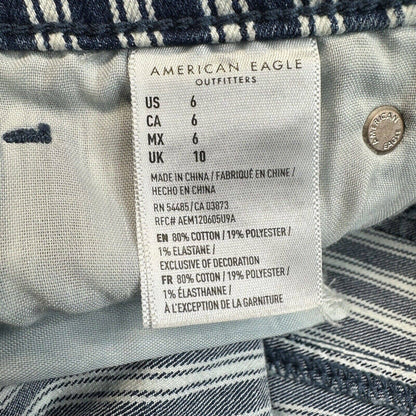 AMERICAN EAGLE
OUTFITTERS
US 6
CA 6
MX 6
UK 10
MADE IN CHINA / FABRIQUÉ EN CHINE /
HECHO EN CHINA
RN 54485/CA 03873
RFC# AEM120605U9A
EN 80% COTTON / 19% POLYESTER /
1% ELASTANE /
EXCLUSIVE OF DECORATION
FR 80% COTON / 19% POLYESTER /
1% ÉLASTHANNE /
À L'EXCEPTION DE LA GARNITURE
AMERICAN
EAGLE